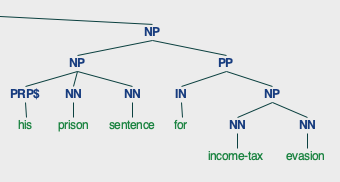 NP
NP PP
PRP$ NN NN IN NP
his prison sentence for NN NN
income-tax evasion